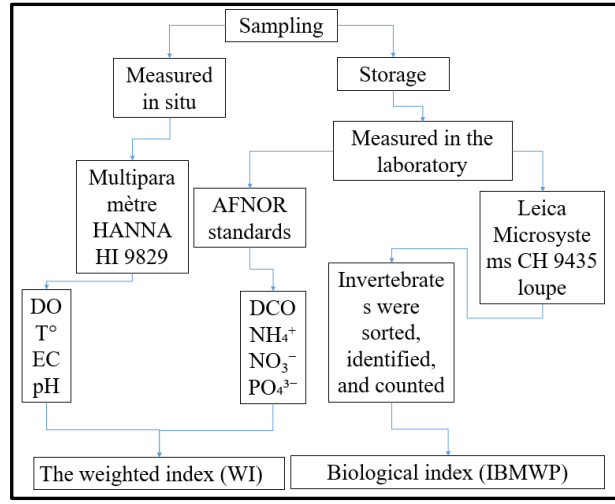 Sampling
Measured
in situ
Storage
Measured in the
laboratory
Multipara
mètre
HANNA
HI 9829
AFNOR
standards
Leica
Microsyste
ms CH 9435
loupe
Invertebrate
s were
sorted,
identified,
and counted
DO
T°
EC
pH
DCO
NH₄⁺
NO₃⁻
PO₄³⁻
The weighted index (WI)
Biological index (IBMWP)